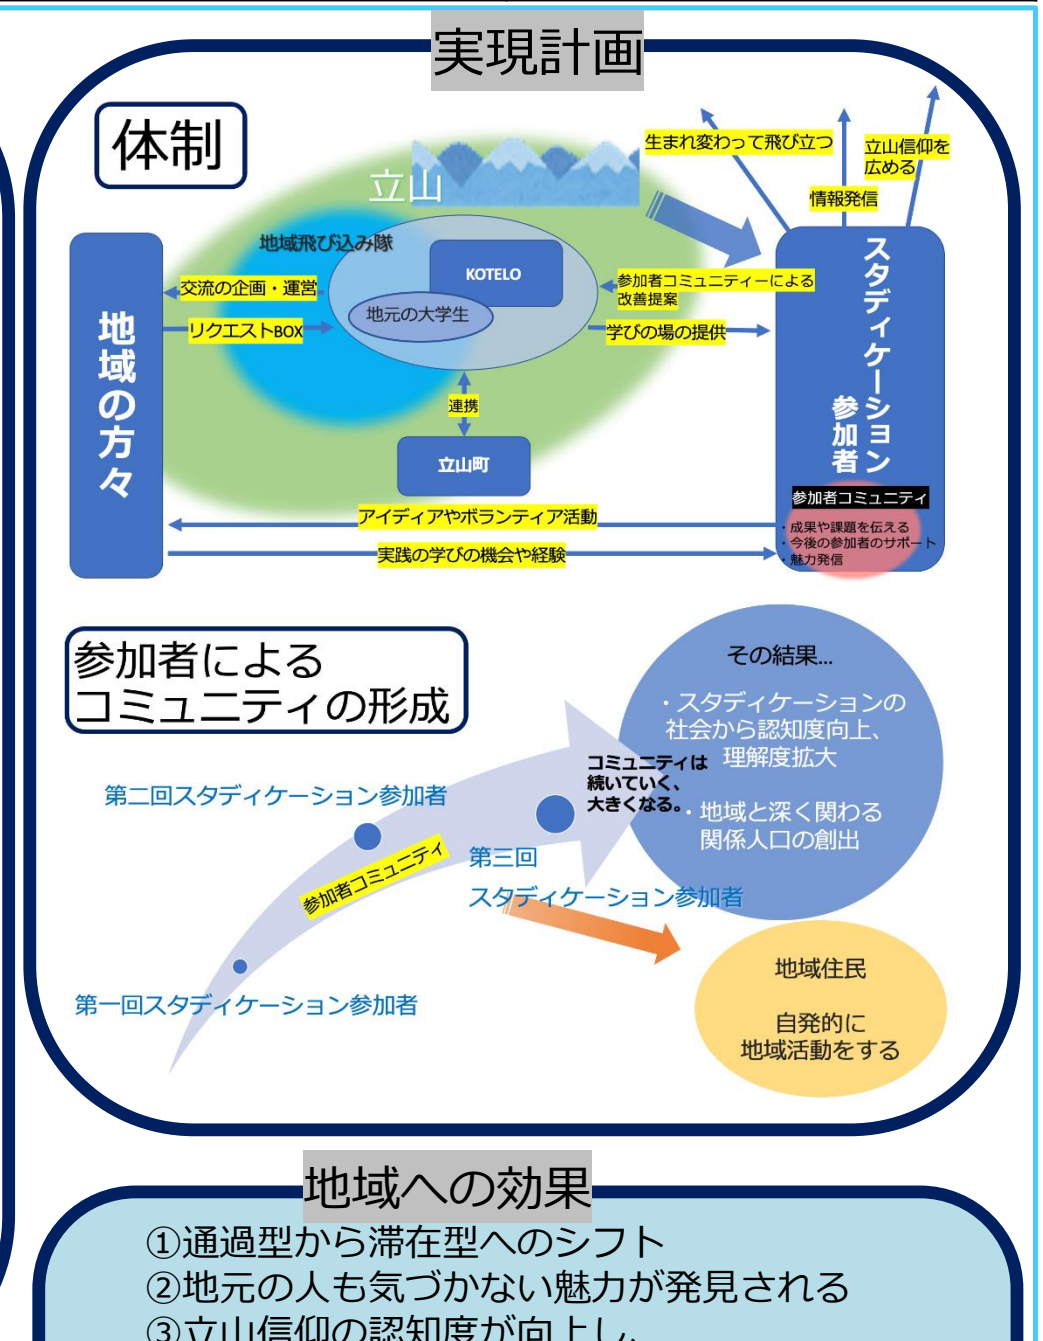 実現計画
体制
立山
生まれ変わって飛び立つ
立山信仰を
広める
情報発信
地域の方々
地域飛び込み隊
KOTELO
地元の大学生
交流の企画・運営
リクエストBOX
参加者コミュニティーによる
改善提案
学びの場の提供
連携
立山町
スタディケーション
参加者
参加者コミュニティ
・成果や課題を伝える
・今後の参加者のサポート
・魅力発信
アイディアやボランティア活動
実践の学びの機会や経験
参加者による
コミュニティの形成
その結果...
・スタディケーションの
社会から認知度向上、
理解度拡大
・地域と深く関わる
関係人口の創出
コミュニティは
続いていく、
大きくなる。
第二回スタディケーション参加者
参加者コミュニティ
第三回
スタディケーション参加者
第一回スタディケーション参加者
地域住民
自発的に
地域活動をする
地域への効果
①通過型から滞在型へのシフト
②地元の人も気づかない魅力が発見される
③立山信仰の認知度が向上し、